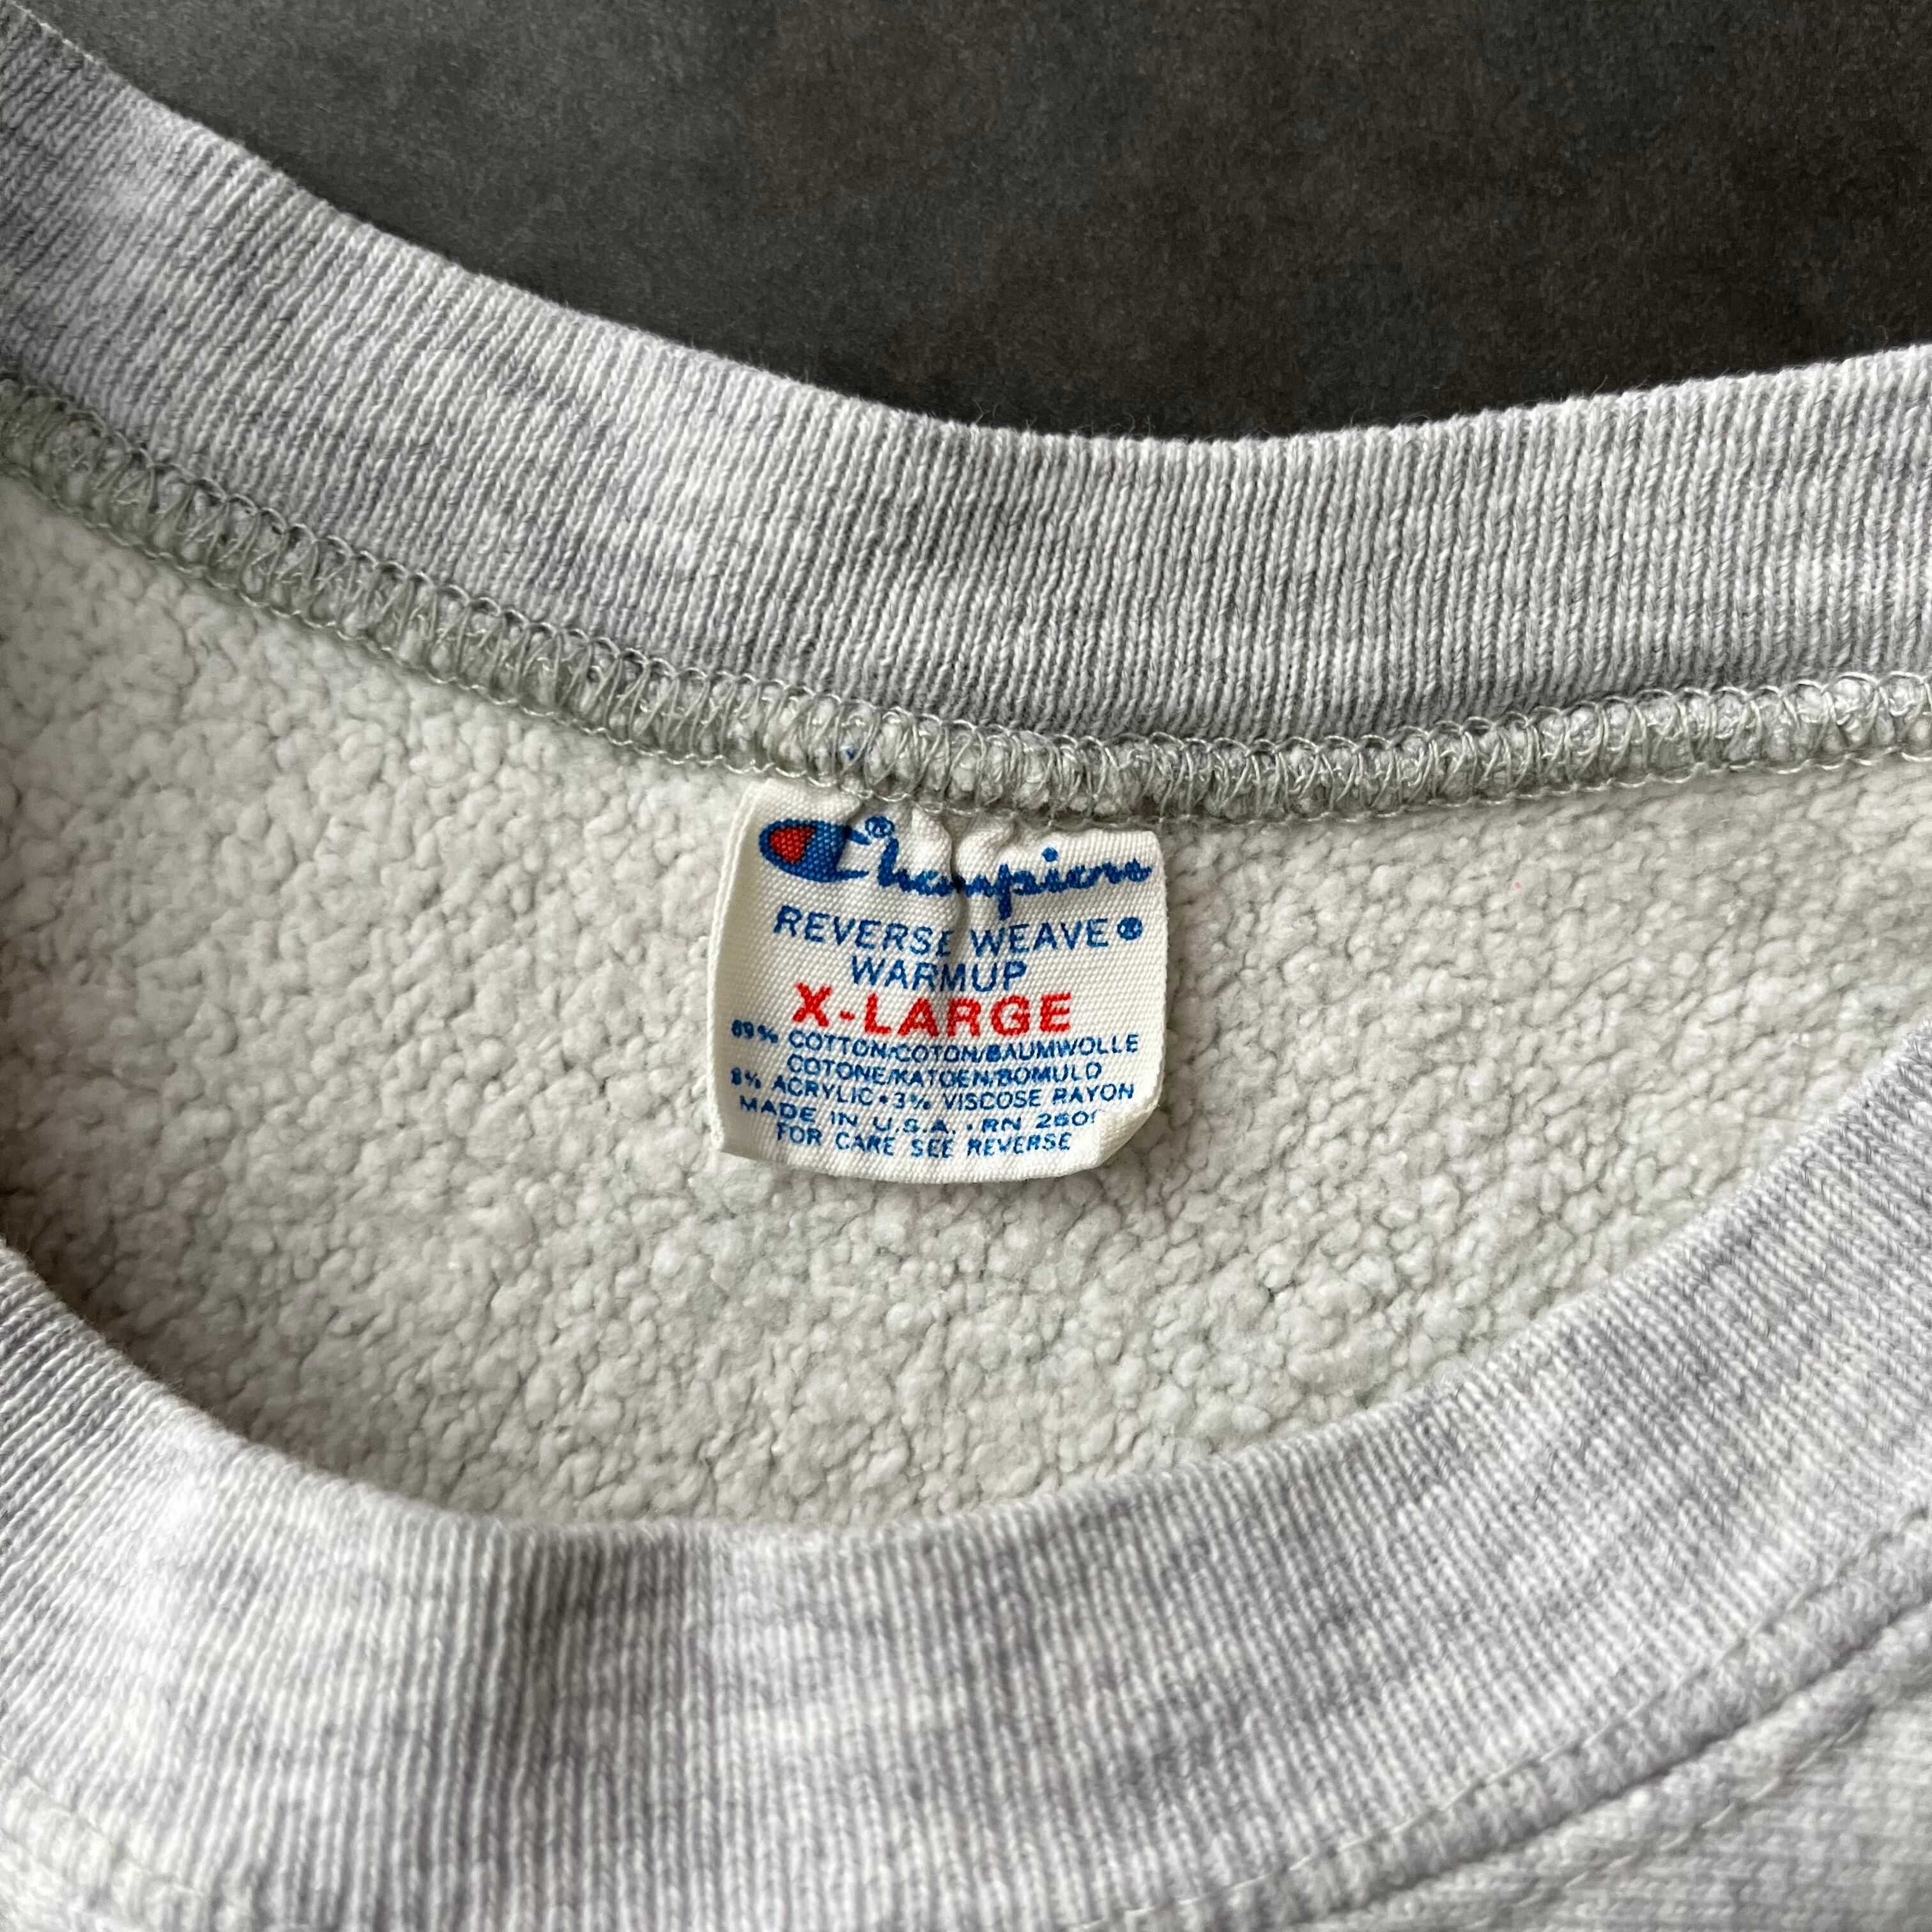 Champion®
REVERSE WEAVE®
WARMUP
X-LARGE
89% COTTON/COTON/BAUMWOLLE
COTONE/KATOEN/BOMULD
8% ACRYLIC • 3% VISCOSE RAYON
MADE IN U.S.A. • RN
FOR CARE SEE REVERSE